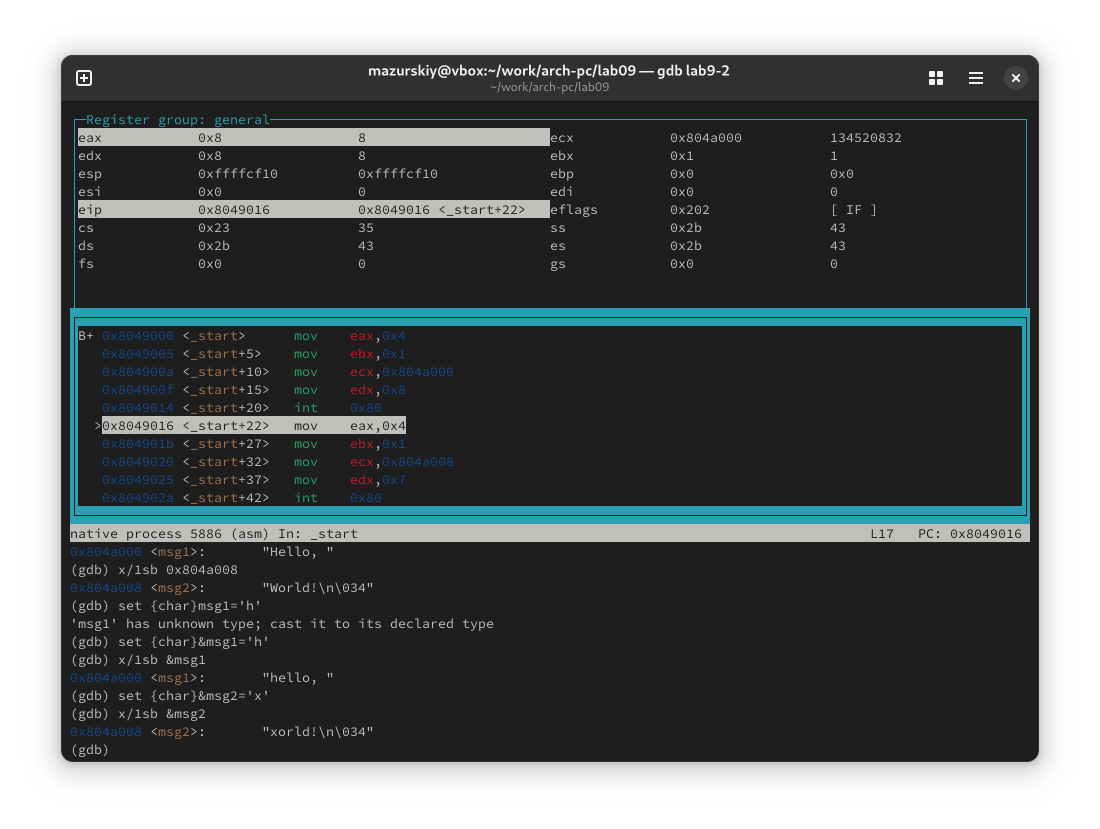 mazurskiy@vbox:~/work/arch-pc/lab09 — gdb lab9-2
~/work/arch-pc/lab09
Register group: general
eax 0x8 8 ecx 0x804a000 134520832
edx 0x8 8 ebx 0x1 1
esp 0xffffcf10 0xffffcf10 ebp 0x0 0x0
esi 0x0 0 edi 0x0 0
eip 0x8049016 0x8049016 <_start+22> eflags 0x202 [ IF ]
cs 0x23 35 ss 0x2b 43
ds 0x2b 43 es 0x2b 43
fs 0x0 0 gs 0x0 0
B+ 0x8049000 <_start> mov eax,0x4
0x8049005 <_start+5> mov ebx,0x1
0x804900a <_start+10> mov ecx,0x804a000
0x804900f <_start+15> mov edx,0x8
0x8049014 <_start+20> int 0x80
>0x8049016 <_start+22> mov eax,0x4
0x804901b <_start+27> mov ebx,0x1
0x8049020 <_start+32> mov ecx,0x804a008
0x8049025 <_start+37> mov edx,0x7
0x804902a <_start+42> int 0x80
native process 5886 (asm) In: _start L17 PC: 0x8049016
0x804a000 <msg1>: "Hello, "
(gdb) x/1sb 0x804a008
0x804a008 <msg2>: "World!\n\034"
(gdb) set {char}msg1='h'
'msg1' has unknown type; cast it to its declared type
(gdb) set {char}&msg1='h'
(gdb) x/1sb &msg1
0x804a000 <msg1>: "hello, "
(gdb) set {char}&msg2='x'
(gdb) x/1sb &msg2
0x804a008 <msg2>: "xorld!\n\034"
(gdb)